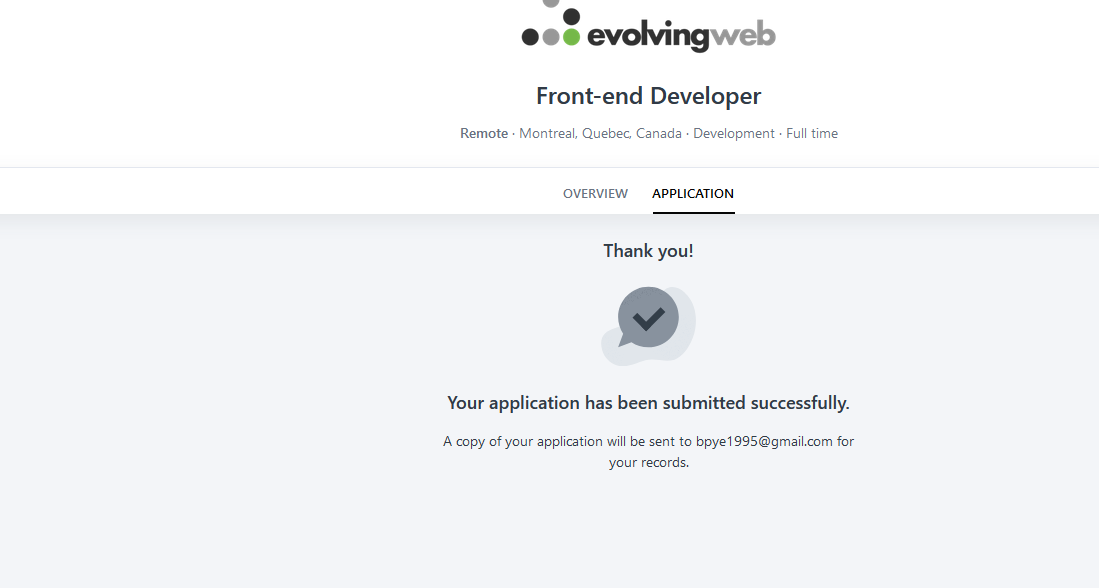 evolvingweb
Front-end Developer
Remote · Montreal, Quebec, Canada · Development · Full time
OVERVIEW APPLICATION
Thank you!
Your application has been submitted successfully.
A copy of your application will be sent to bpye1995@gmail.com for
your records.